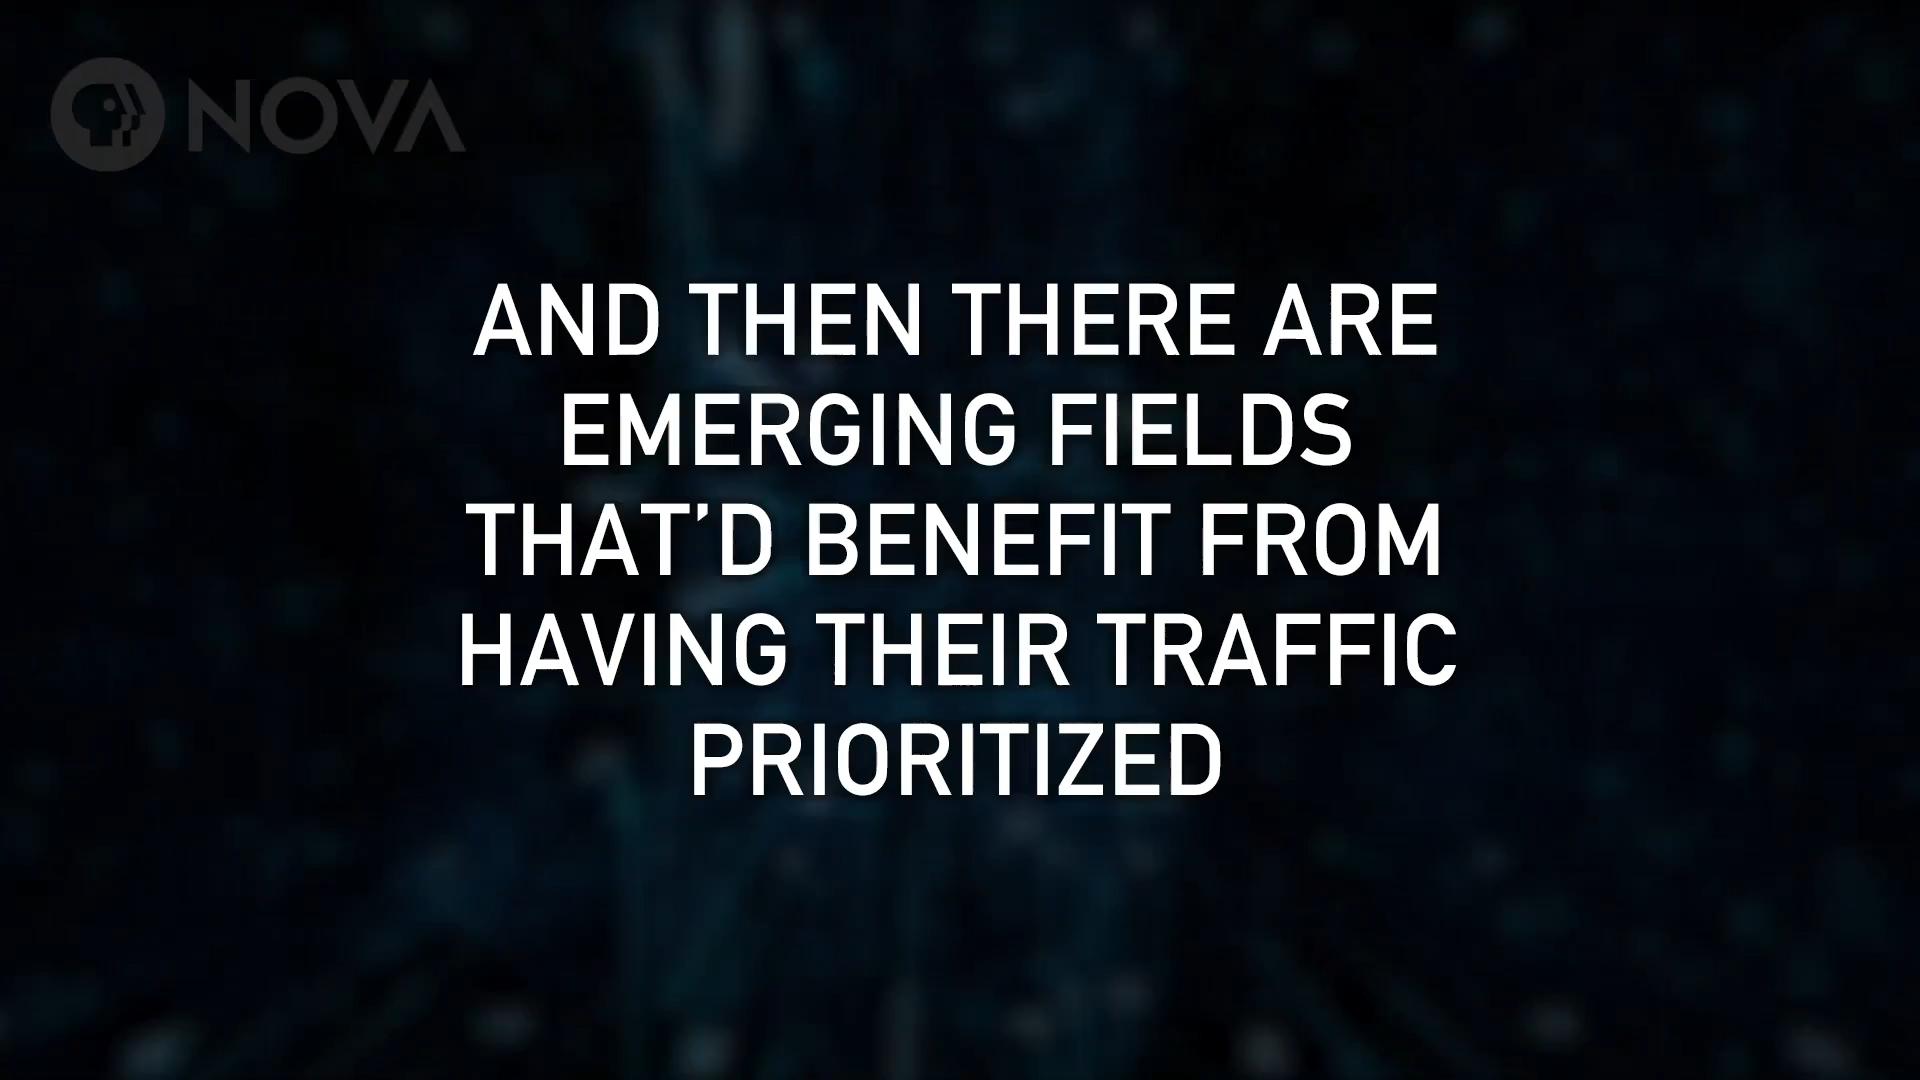 NOVA
AND THEN THERE ARE
EMERGING FIELDS
THAT’D BENEFIT FROM
HAVING THEIR TRAFFIC
PRIORITIZED